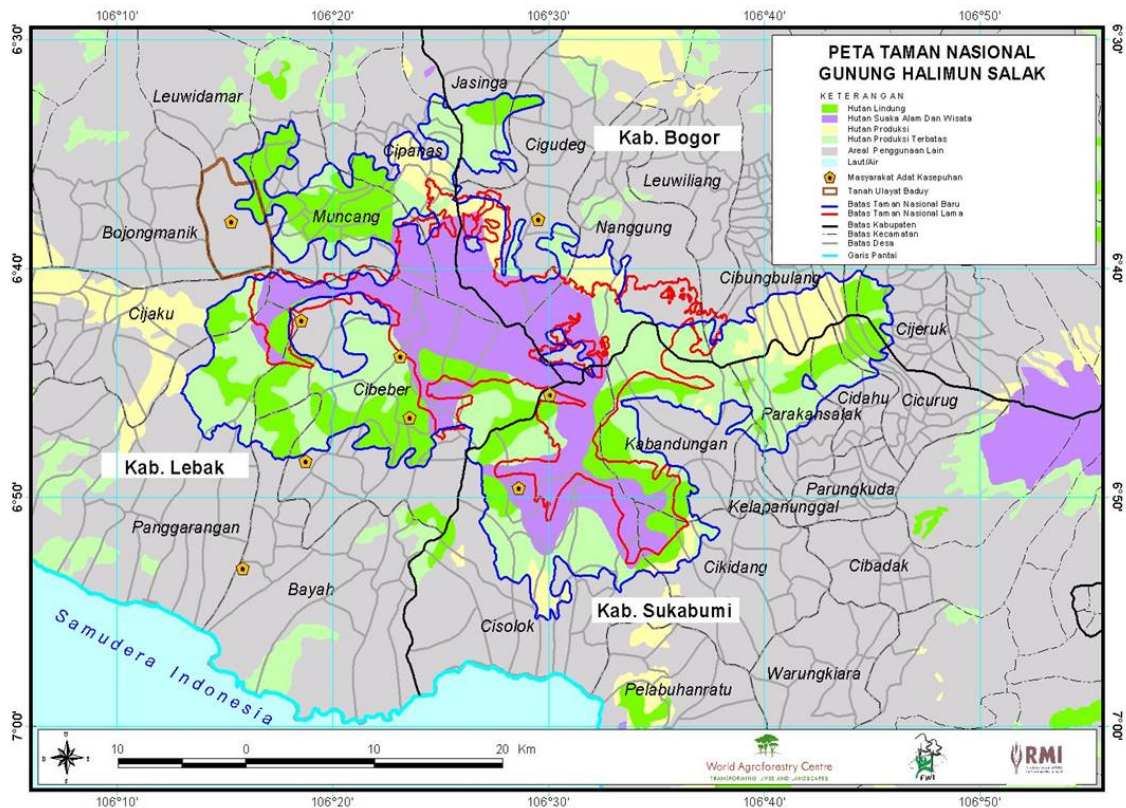 106°10'
106°20'
106°30'
106°40'
106°50'
6°30'
6°30'
PETA TAMAN NASIONAL
GUNUNG HALIMUN SALAK
KETERANGAN
Hutan Lindung
Hutan Suaka Alam Dan Wisata
Hutan Produksi
Hutan Produksi Terbatas
Areal Penggunaan Lain
Laut/Air
Masyarakat Adat Kasepuhan
Tanah Ulayat Baduy
Batas Taman Nasional Baru
Batas Taman Nasional Lama
Batas Kabupaten
Batas Kecamatan
Batas Desa
Garis Pantai
Jasinga
Leuwidamar
Kab. Bogor
Cipanas
Cigudeg
Leuwiliang
Muncang
Bojongmanik
Nanggung
6°40'
6°40'
Cibungbulang
Cijaku
Cijeruk
Cibeber
Cidahu
Cicurug
Parakansalak
Kabandungan
Kab. Lebak
Parungkuda
6°50'
6°50'
Kelapanunggal
Panggarangan
Cikidang
Cibadak
Bayah
Kab. Sukabumi
Cisolok
Samudera Indonesia
Warungkiara
Pelabuhanratu
7°00'
7°00'
10 0 10 20 Km
World Agroforestry Centre
TRANSFORMING LIVES AND LANDSCAPES
FWI
RMI
106°10'
106°20'
106°30'
106°40'
106°50'